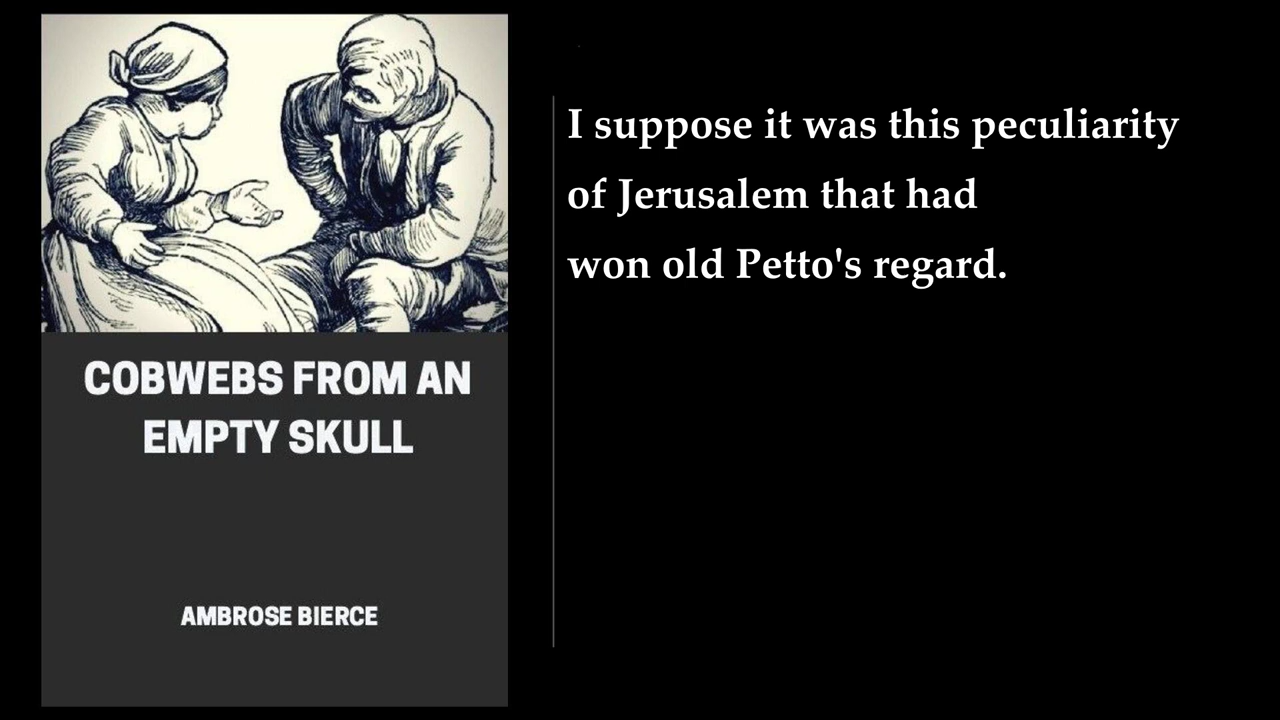 COBWEBS FROM AN
EMPTY SKULL
AMBROSE BIERCE
I suppose it was this peculiarity
of Jerusalem that had
won old Petto's regard.